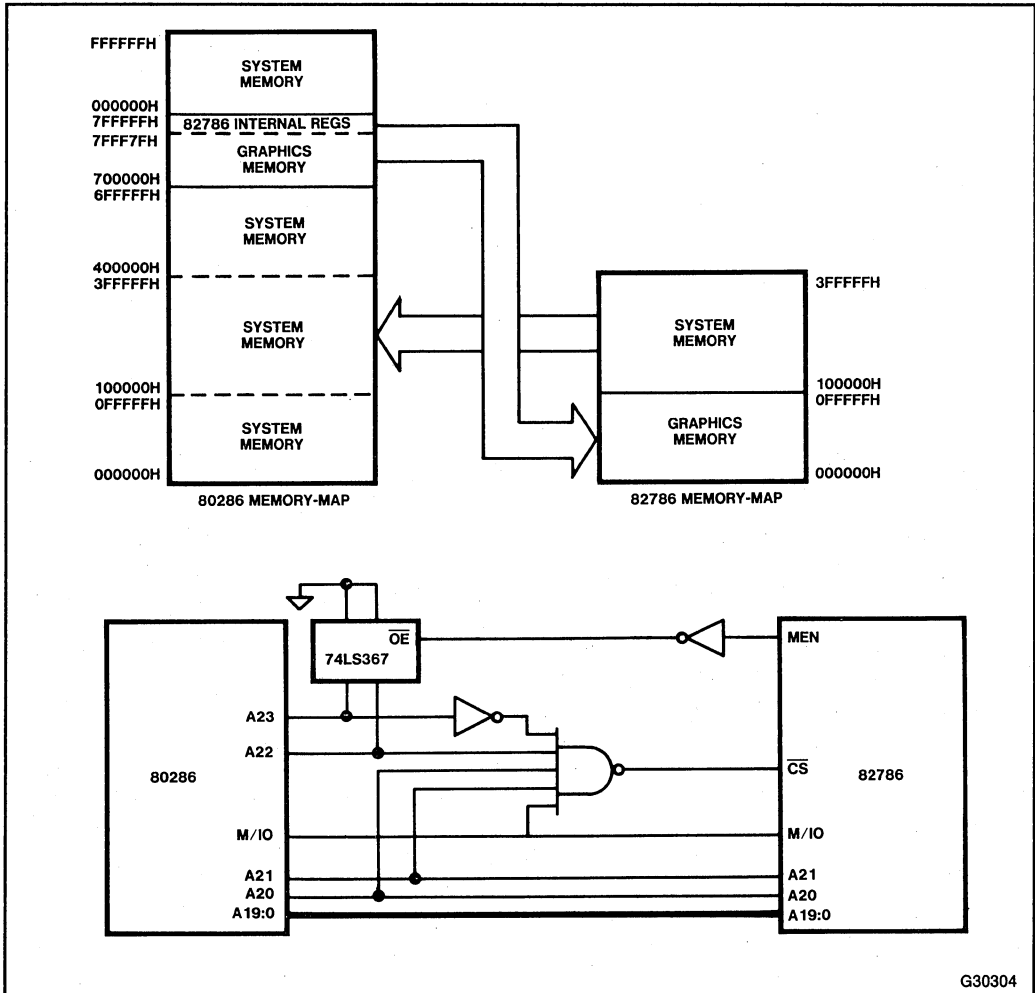 FFFFFFH
SYSTEM
MEMORY
000000H
7FFFFFH
82786 INTERNAL REGS
7FFF7FH
GRAPHICS
MEMORY
700000H
6FFFFFH
SYSTEM
MEMORY
400000H
3FFFFFH
SYSTEM
MEMORY
100000H
0FFFFFH
SYSTEM
MEMORY
000000H
80286 MEMORY-MAP
3FFFFFH
SYSTEM
MEMORY
100000H
0FFFFFH
GRAPHICS
MEMORY
000000H
82786 MEMORY-MAP
OE
74LS367
MEN
A23
A22
80286
CS
82786
M/IO
M/IO
A21
A21
A20
A20
A19:0
A19:0
G30304